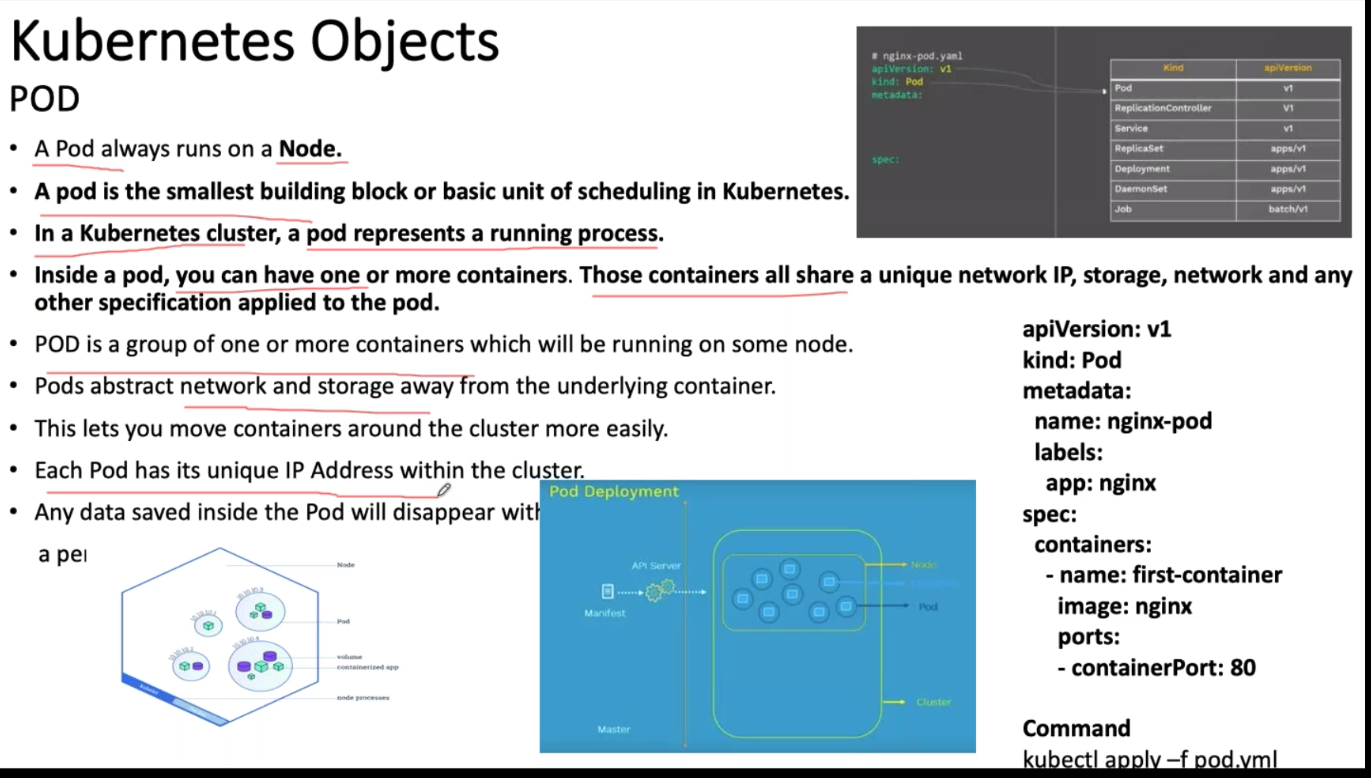 Kubernetes Objects
POD
• A Pod always runs on a Node.
• A pod is the smallest building block or basic unit of scheduling in Kubernetes.
• In a Kubernetes cluster, a pod represents a running process.
• Inside a pod, you can have one or more containers. Those containers all share a unique network IP, storage, network and any
other specification applied to the pod.
• POD is a group of one or more containers which will be running on some node.
• Pods abstract network and storage away from the underlying container.
• This lets you move containers around the cluster more easily.
• Each Pod has its unique IP Address within the cluster.
• Any data saved inside the Pod will disappear with
a per
# nginx-pod.yaml
apiVersion: v1
kind: Pod
metadata:
spec:
Kind apiVersion
Pod v1
ReplicationController V1
Service v1
ReplicaSet apps/v1
Deployment apps/v1
DaemonSet apps/v1
Job batch/v1
apiVersion: v1
kind: Pod
metadata:
name: nginx-pod
labels:
app: nginx
spec:
containers:
- name: first-container
image: nginx
ports:
- containerPort: 80
Command
kubectl apply –f pod.yml
Node
Pod
volume
containerized app
node processes
Pod Deployment
API Server
Manifest
Node
Pod
Cluster
Master